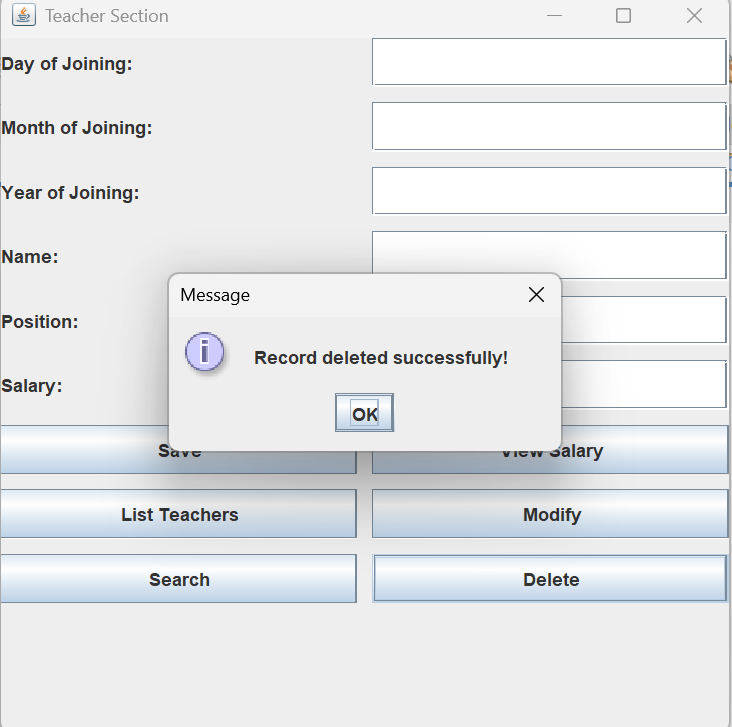 Teacher Section
Day of Joining:
Month of Joining:
Year of Joining:
Name:
Message
Position:
i
Record deleted successfully!
Salary:
OK
Save
View Salary
List Teachers
Modify
Search
Delete